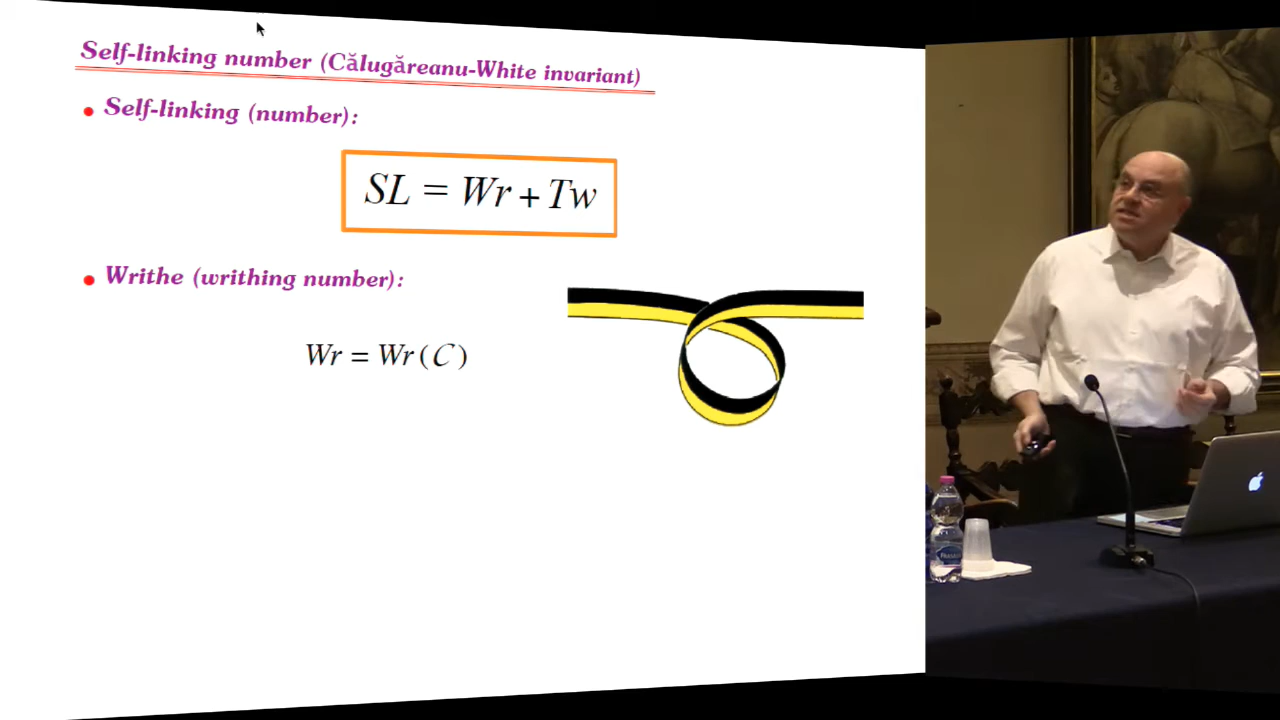 Self-linking number (Călugăreanu-White invariant)
• Self-linking (number):
SL = Wr + Tw
• Writhe (writhing number):
Wr = Wr (C)